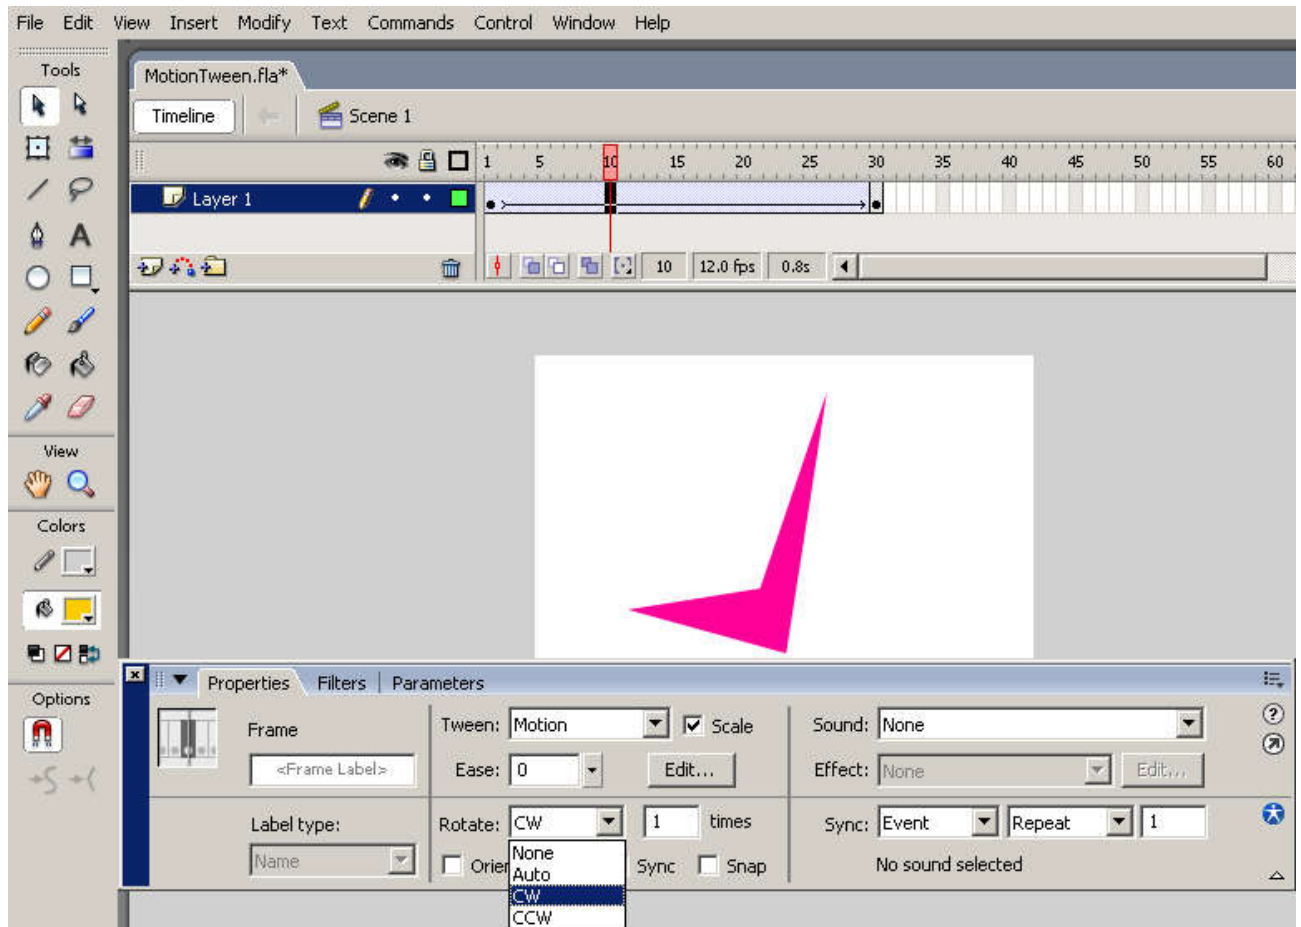 File Edit View Insert Modify Text Commands Control Window Help
Tools
MotionTween.fla*
Timeline Scene 1
1 5 10 15 20 25 30 35 40 45 50 55 60
Layer 1
A
10 12.0 fps 0.8s
View
Colors
Options
Properties Filters Parameters
Frame
<Frame Label>
Label type:
Name
Tween: Motion Scale
Ease: 0 Edit...
Rotate: CW 1 times
None
Auto
CW
CCW
Sync Snap
Sound: None
Effect: None Edit...
Sync: Event Repeat 1
No sound selected